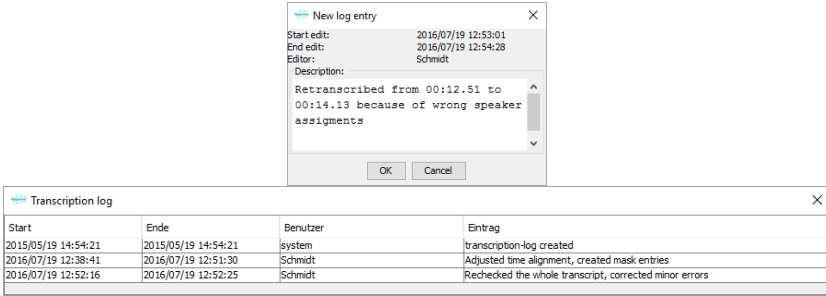 New log entry
Start edit: 2016/07/19 12:53:01
End edit: 2016/07/19 12:54:28
Editor: Schmidt
Description:
Retranscribed from 00:12.51 to
00:14.13 because of wrong speaker
assigments
OK Cancel
Transcription log
Start Ende Benutzer Eintrag
2015/05/19 14:54:21 2015/05/19 14:54:21 system transcription-log created
2016/07/19 12:38:41 2016/07/19 12:51:30 Schmidt Adjusted time alignment, created mask entries
2016/07/19 12:52:16 2016/07/19 12:52:25 Schmidt Rechecked the whole transcript, corrected minor errors